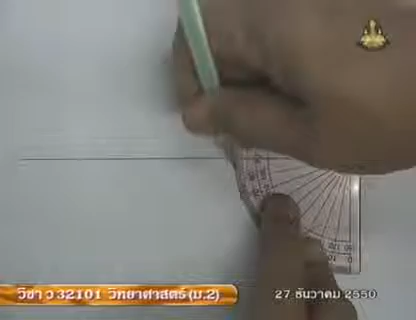 วิชา ว 32101 วิทยาศาสตร์ (ม.2)
27 ธันวาคม 2550